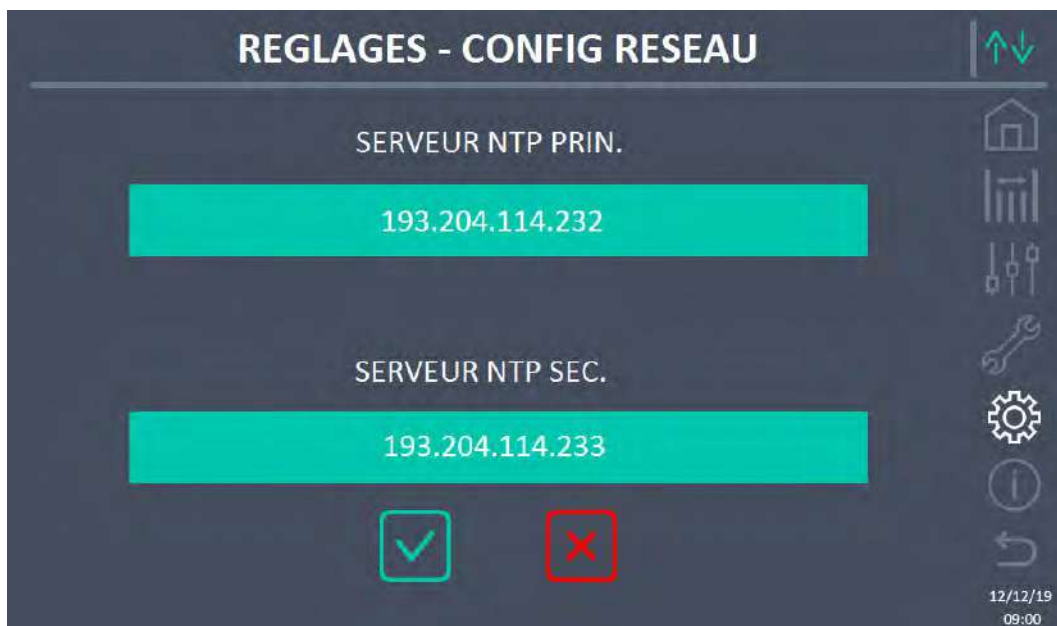 REGLAGES - CONFIG RESEAU
SERVEUR NTP PRIN.
193.204.114.232
SERVEUR NTP SEC.
193.204.114.233
12/12/19
09:00